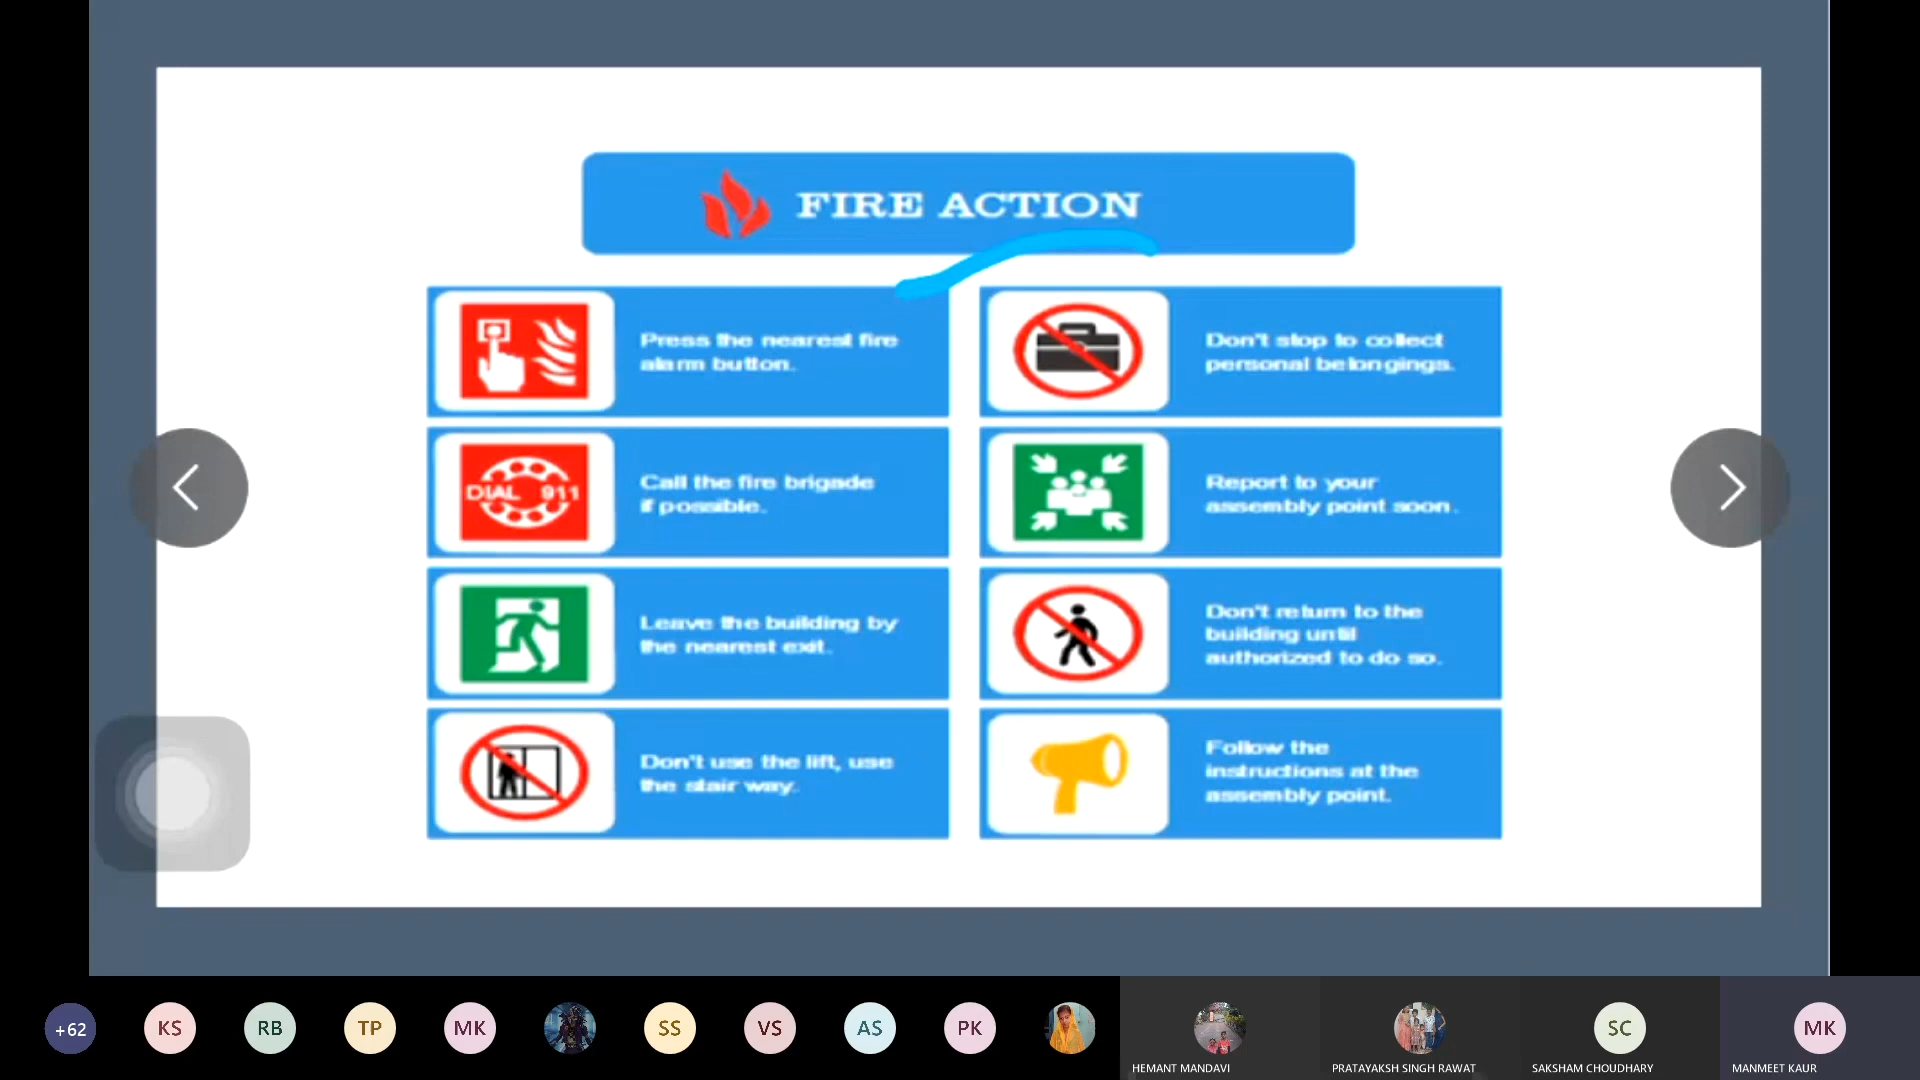 FIRE ACTION
Press the nearest fire
alarm button.
Don't stop to collect
personal belongings.
DIAL 911
Call the fire brigade
if possible.
Report to your
assembly point soon.
Leave the building by
the nearest exit.
Don't return to the
building until
authorized to do so.
Don't use the lift, use
the stair way.
Follow the
instructions at the
assembly point.
+62
KS
RB
TP
MK
SS
VS
AS
PK
SC
MK
HEMANT MANDAVI
PRATAYAKSH SINGH RAWAT
SAKSHAM CHOUDHARY
MANMEET KAUR